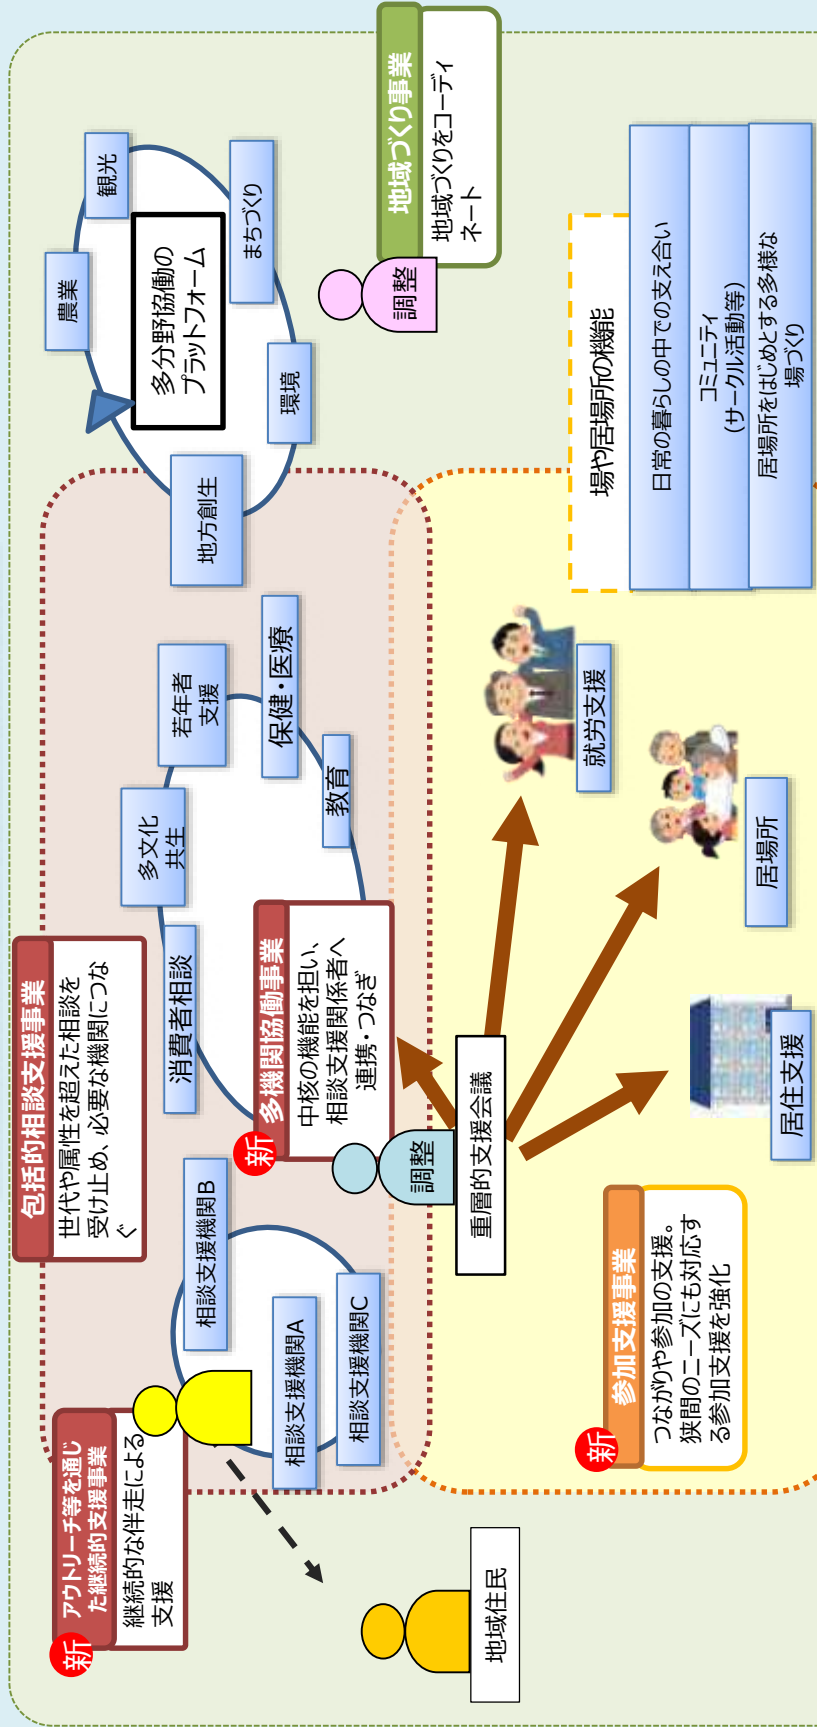 新
アウトリーチ等を通じ
た継続的支援事業
継続的な伴走による
支援
地域住民
包括的相談支援事業
世代や属性を超えた相談を
受け止め、必要な機関につな
ぐ
相談支援機関B
相談支援機関A
相談支援機関C
消費者相談
多文化
共生
若年者
支援
保健・医療
教育
新
多機関協働事業
中核の機能を担い、
相談支援関係者へ
連携・つなぎ
調整
重層的支援会議
新
参加支援事業
つながりや参加の支援。
狭間のニーズにも対応す
る参加支援を強化
居住支援
居場所
就労支援
地方創生
農業
観光
まちづくり
環境
多分野協働の
プラットフォーム
調整
地域づくり事業
地域づくりをコーディ
ネート
場や居場所の機能
日常の暮らしの中での支え合い
コミュニティ
(サークル活動等)
居場所をはじめとする多様な
場づくり